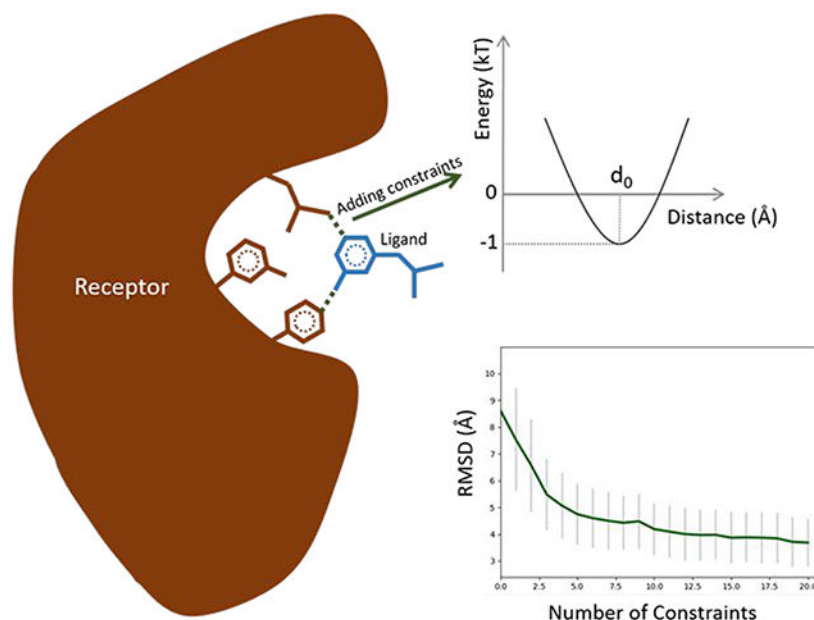 Receptor
Adding constraints
Ligand
Energy (kT)
d₀
0
Distance (Å)
-1
RMSD (Å)
10
9
8
7
6
5
4
3
0.0 2.5 5.0 7.5 10.0 12.5 15.0 17.5 20.0
Number of Constraints